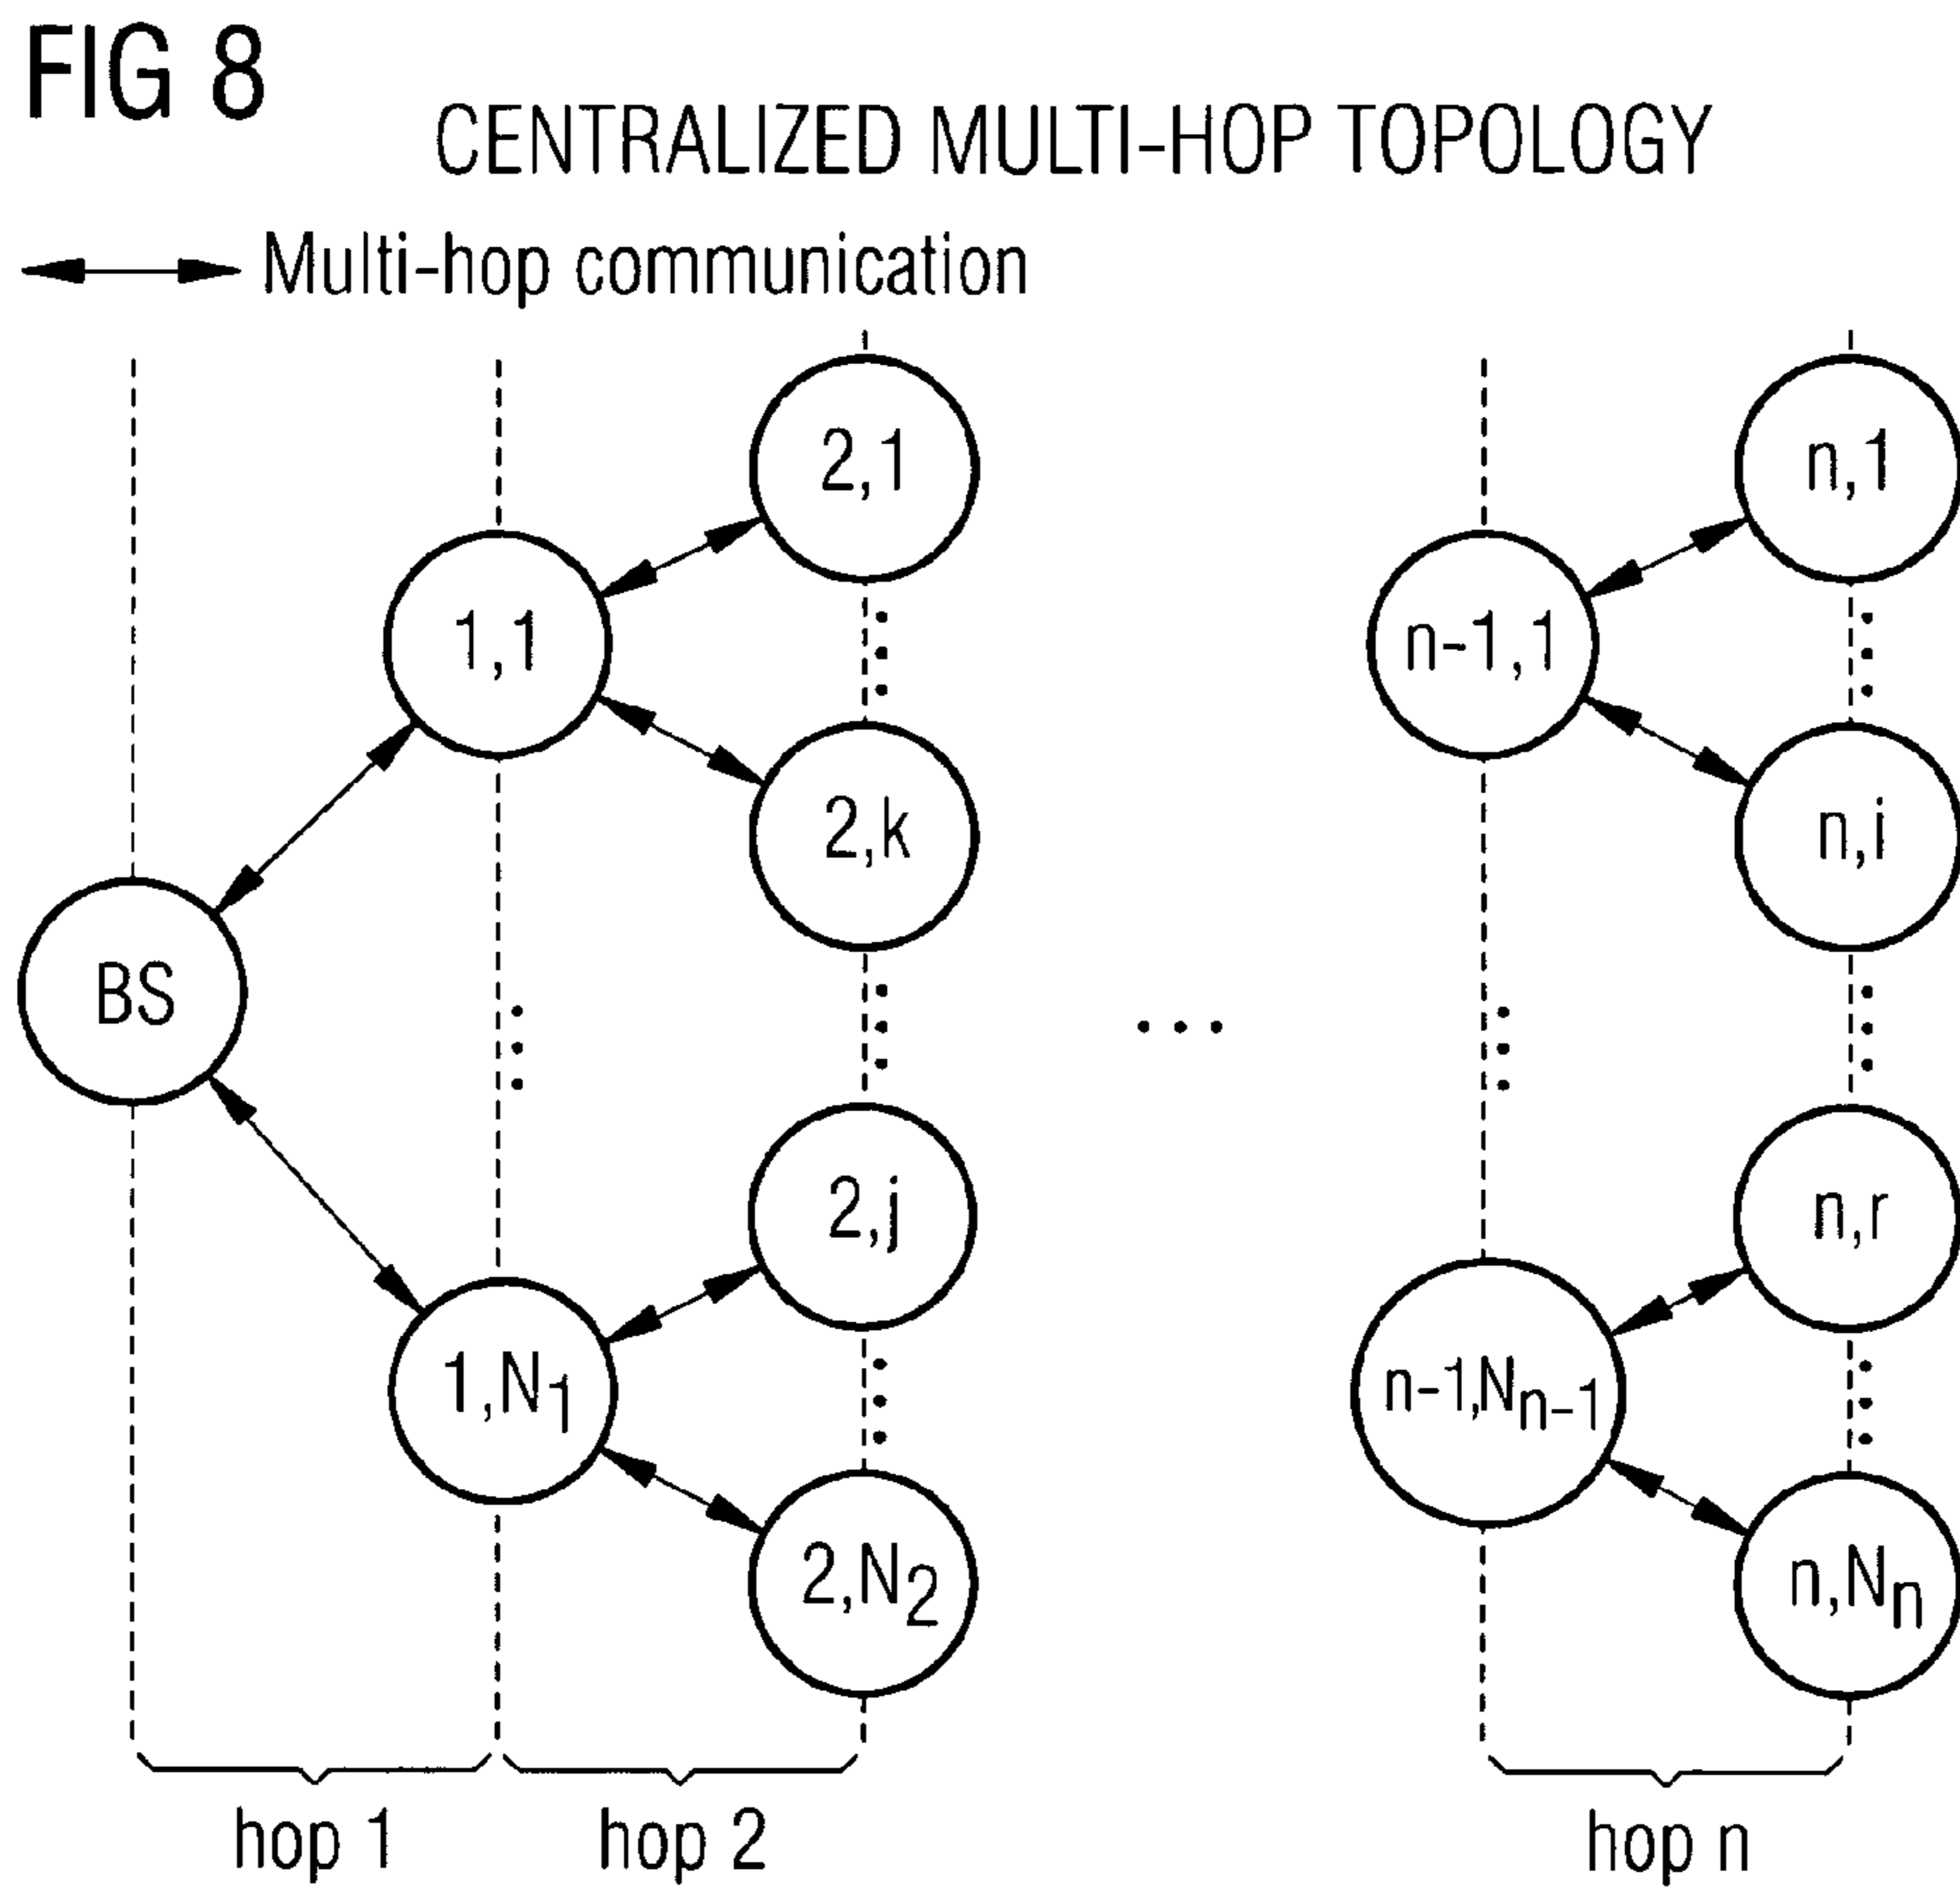 FIG 8
CENTRALIZED MULTI-HOP TOPOLOGY
Multi-hop communication
2,1
n,1
1,1
n-1,1
2,k
n,i
BS
...
2,j
n,r
1,N1
n-1,Nn-1
2,N2
n,Nn
hop 1
hop 2
hop n